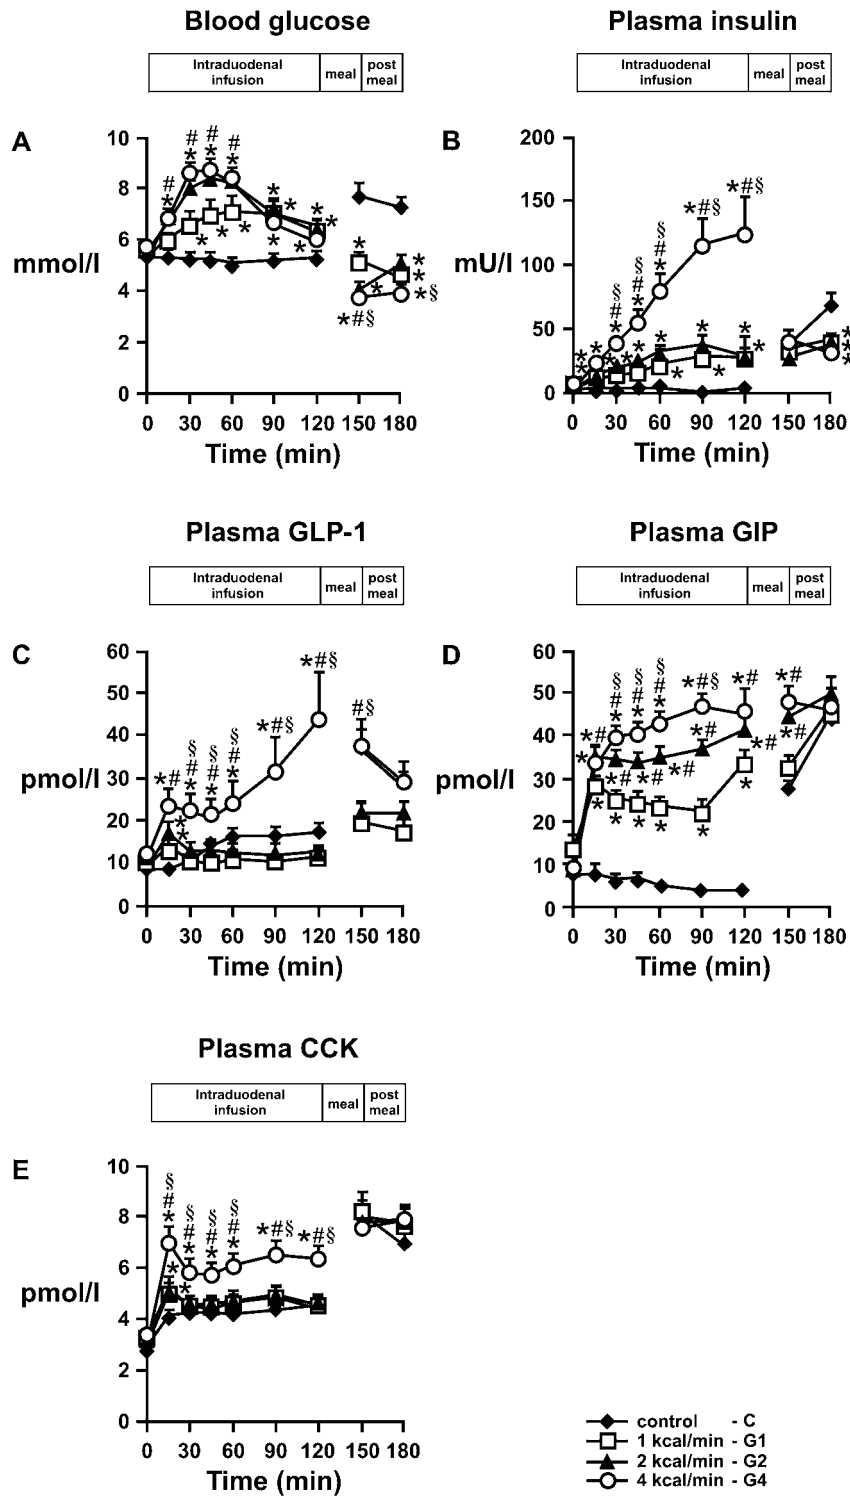 Blood glucose
Plasma insulin
Intraduodenal
infusion
meal
post
meal
Intraduodenal
infusion
meal
post
meal
A
10
8
6
4
2
0
mmol/l
0 30 60 90 120 150 180
Time (min)
B
200
150
100
50
0
mU/l
0 30 60 90 120 150 180
Time (min)
Plasma GLP-1
Plasma GIP
Intraduodenal
infusion
meal
post
meal
Intraduodenal
infusion
meal
post
meal
C
60
50
40
30
20
10
0
pmol/l
0 30 60 90 120 150 180
Time (min)
D
60
50
40
30
20
10
0
pmol/l
0 30 60 90 120 150 180
Time (min)
Plasma CCK
Intraduodenal
infusion
meal
post
meal
E
10
8
6
4
2
0
pmol/l
0 30 60 90 120 150 180
Time (min)
control - C
1 kcal/min - G1
2 kcal/min - G2
4 kcal/min - G4